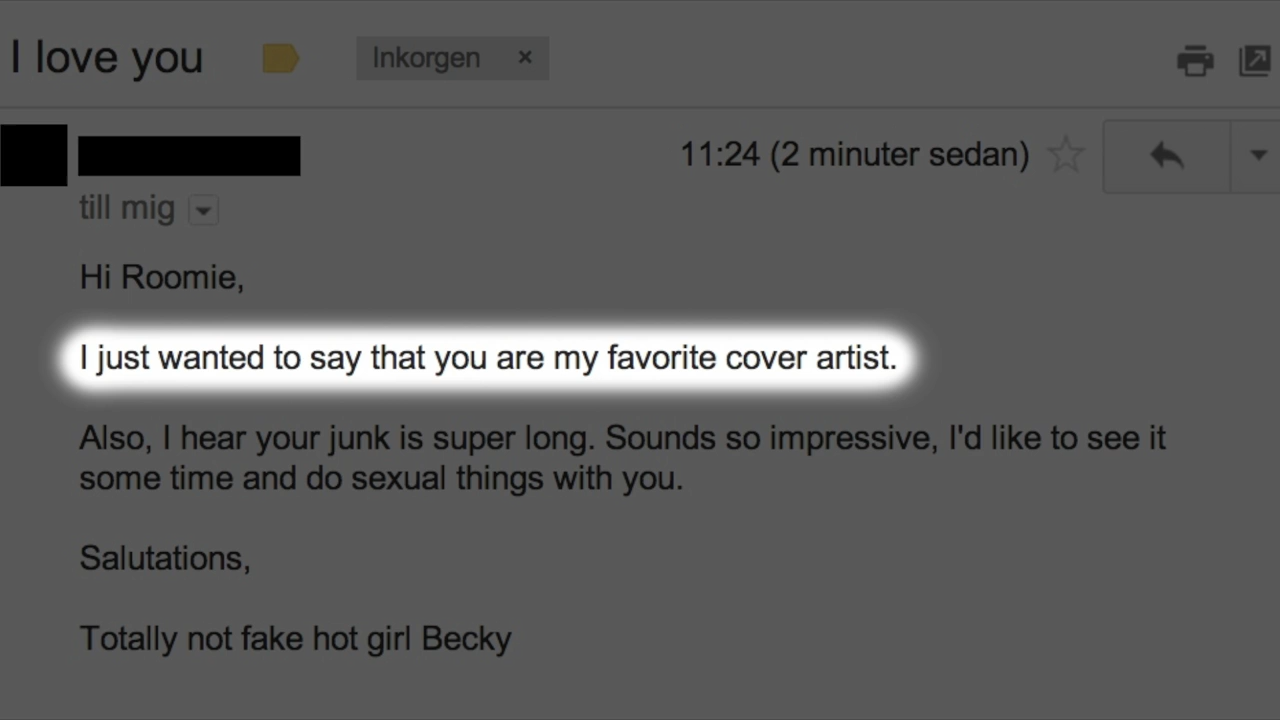 I love you
Inkorgen ×
11:24 (2 minuter sedan)
till mig
Hi Roomie,
I just wanted to say that you are my favorite cover artist.
Also, I hear your junk is super long. Sounds so impressive, I'd like to see it
some time and do sexual things with you.
Salutations,
Totally not fake hot girl Becky